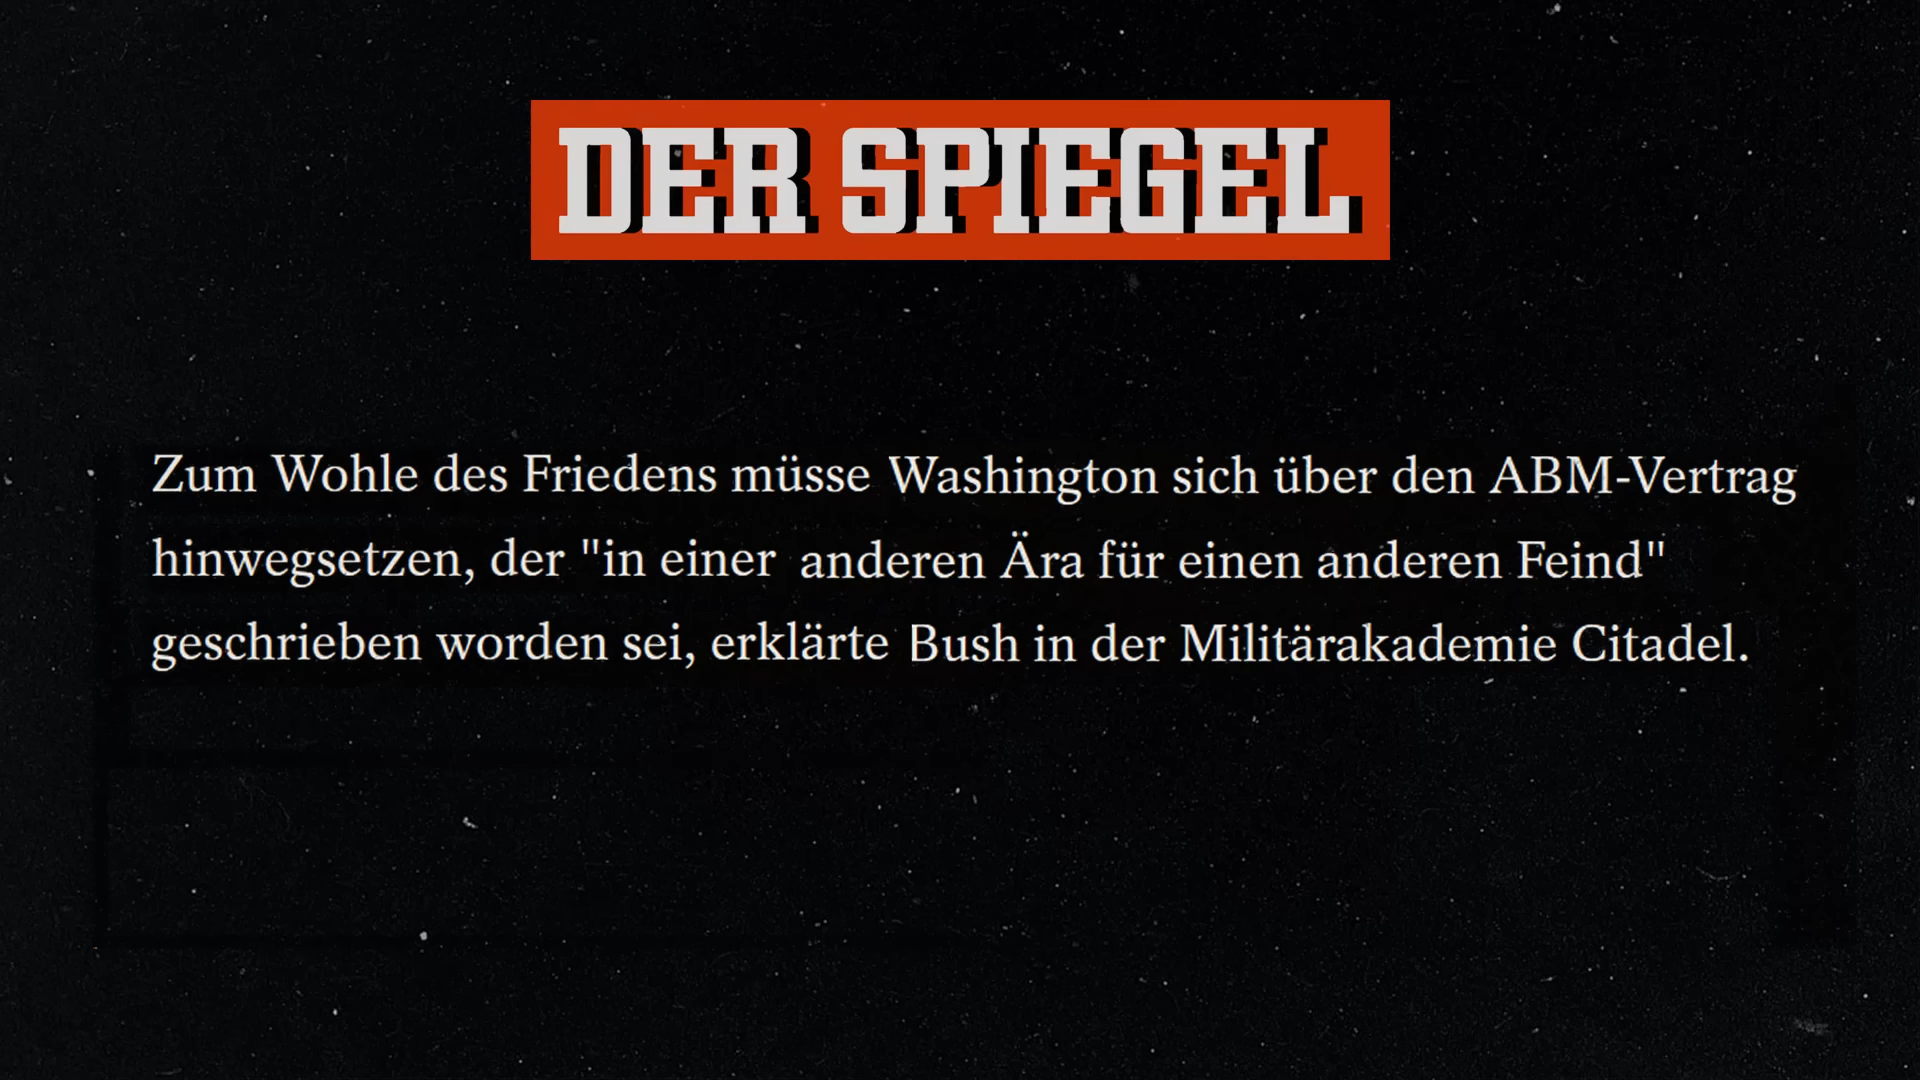 DER SPIEGEL
Zum Wohle des Friedens müsse Washington sich über den ABM-Vertrag
hinwegsetzen, der "in einer anderen Ära für einen anderen Feind"
geschrieben worden sei, erklärte Bush in der Militärakademie Citadel.